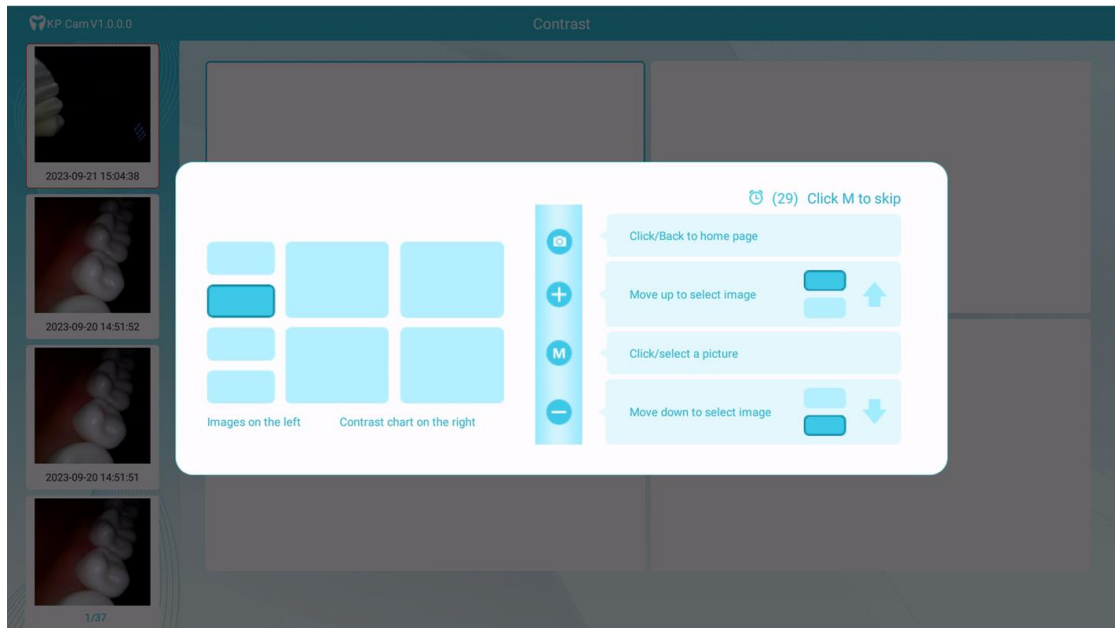 KP Cam V1.0.0.0
Contrast
2023-09-21 15:04:38
2023-09-20 14:51:52
2023-09-20 14:51:51
1/37
(29) Click M to skip
Click/Back to home page
Move up to select image
M
Click/select a picture
Move down to select image
Images on the left
Contrast chart on the right